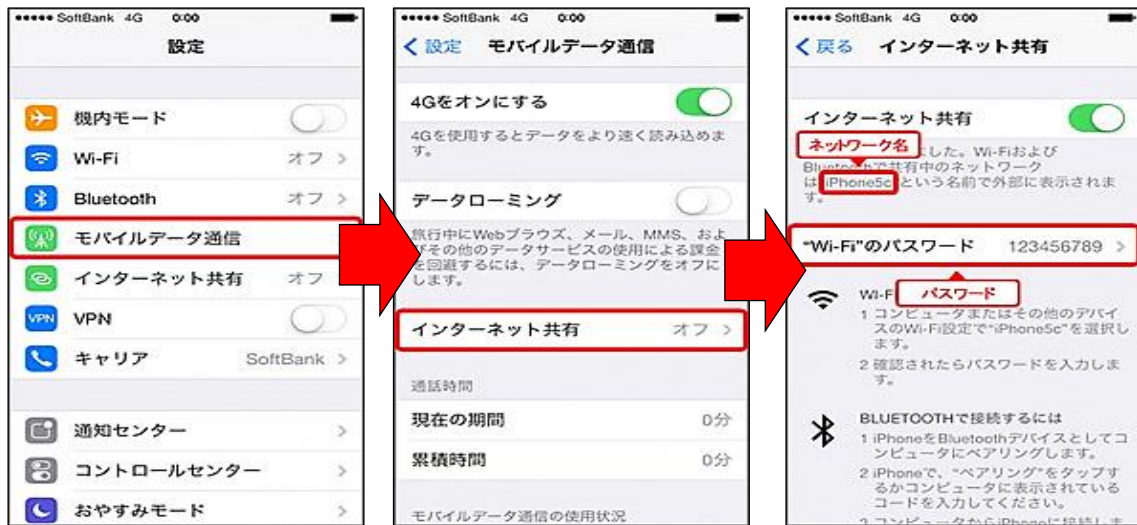 SoftBank 4G 0:00
設定
機内モード
Wi-Fi オフ
Bluetooth オフ
モバイルデータ通信
インターネット共有 オフ
VPN VPN
キャリア SoftBank
通知センター
コントロールセンター
おやすみモード
SoftBank 4G 0:00
設定 モバイルデータ通信
4Gをオンにする
4Gを使用するとデータをより速く読み込めま
す。
データローミング
旅行中にWebブラウズ、メール、MMS、およ
びその他のデータサービスの使用による課金
を回避するには、データローミングをオフに
します。
インターネット共有 オフ
通話時間
現在の期間 0分
累積時間 0分
モバイルデータ通信の使用状況
SoftBank 4G 0:00
戻る インターネット共有
インターネット共有
ネットワーク名
した。Wi-Fiおよび
Bluetoothで共有中のネットワーク
は iPhone5c という名前で外部に表示されま
す。
“Wi-Fi”のパスワード 123456789
パスワード
WI-F
1 コンピュータまたはその他のデバイ
スのWi-Fi設定で“iPhone5c”を選択し
ます。
2 確認されたらパスワードを入力しま
す。
BLUETOOTHで接続するには
1 iPhoneをBluetoothデバイスとしてコ
ンピュータにペアリングします。
2 iPhoneで、“ペアリング”をタップす
るかコンピュータに表示されている
コードを入力してください。
3 コンピュータからiPhoneに接続しま